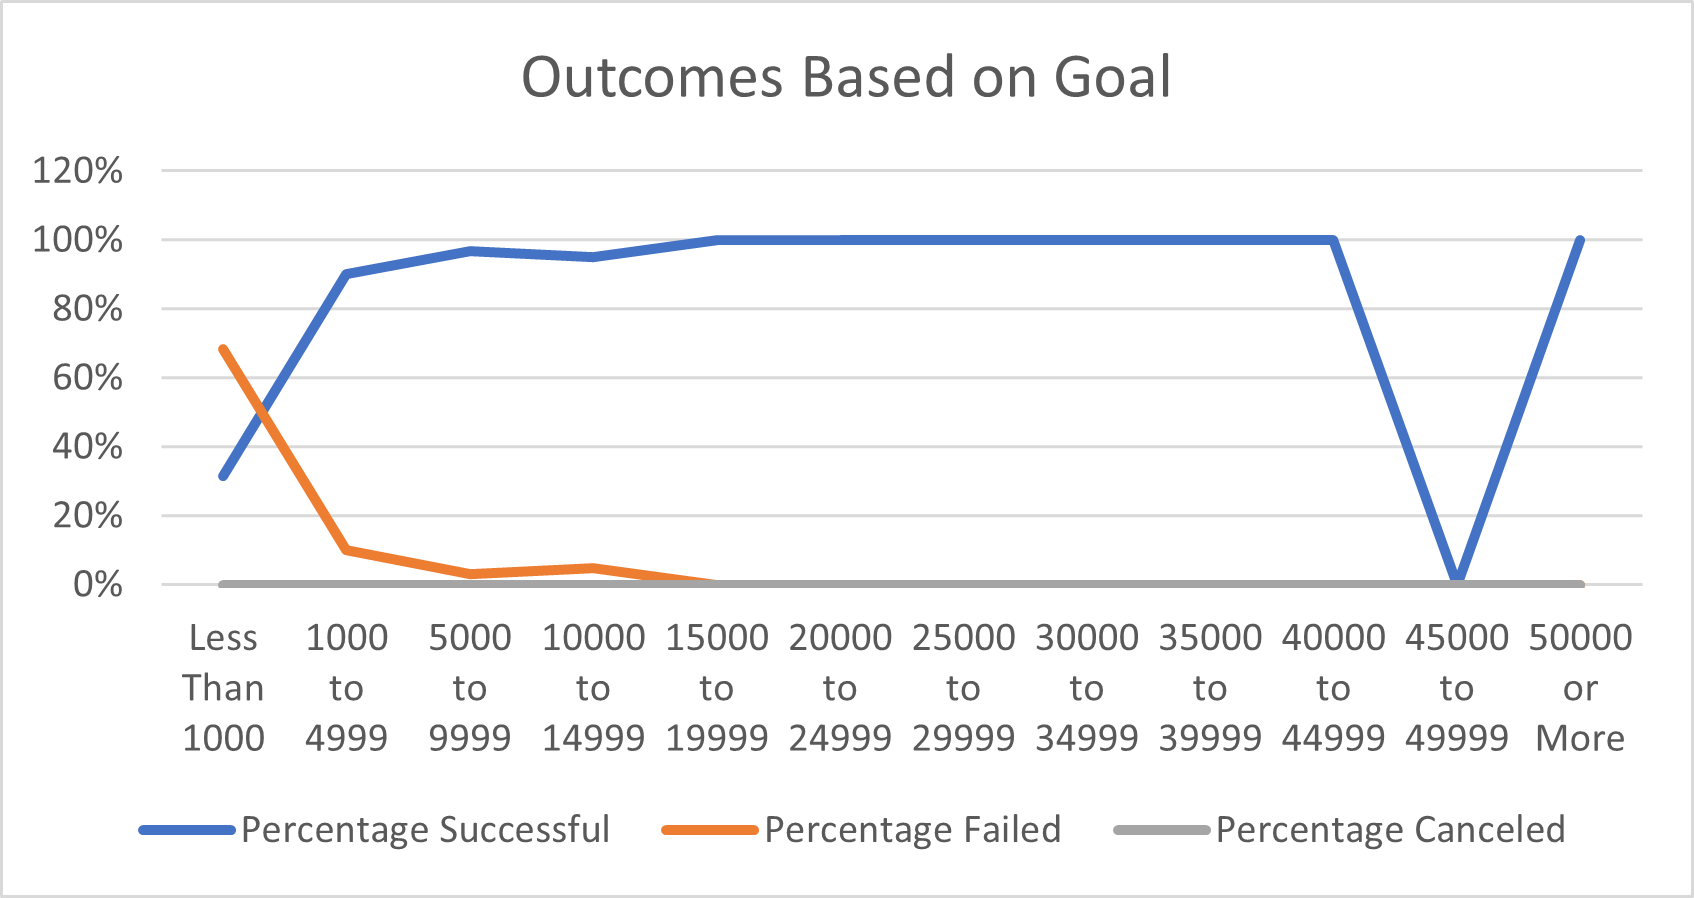 Outcomes Based on Goal
120%
100%
80%
60%
40%
20%
0%
Less Than 1000
1000 to 4999
5000 to 9999
10000 to 14999
15000 to 19999
20000 to 24999
25000 to 29999
30000 to 34999
35000 to 39999
40000 to 44999
45000 to 49999
50000 or More
Percentage Successful
Percentage Failed
Percentage Canceled